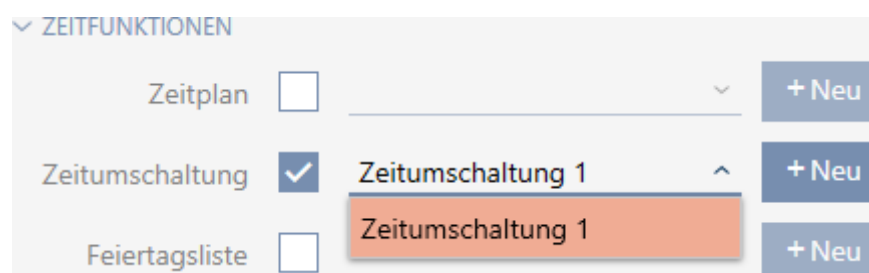 ZEITFUNKTIONEN
Zeitplan + Neu
Zeitumschaltung Zeitumschaltung 1 + Neu
Zeitumschaltung 1
Feiertagsliste + Neu